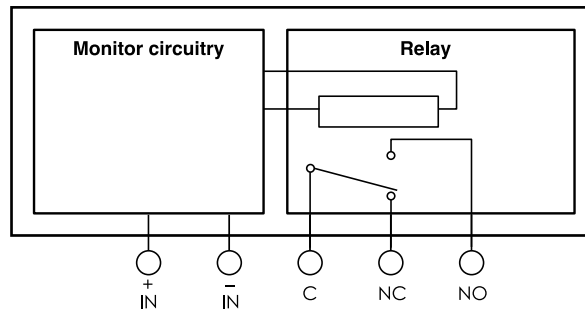 Monitor circuitry
Relay
+
IN
−
IN
C
NC
NO